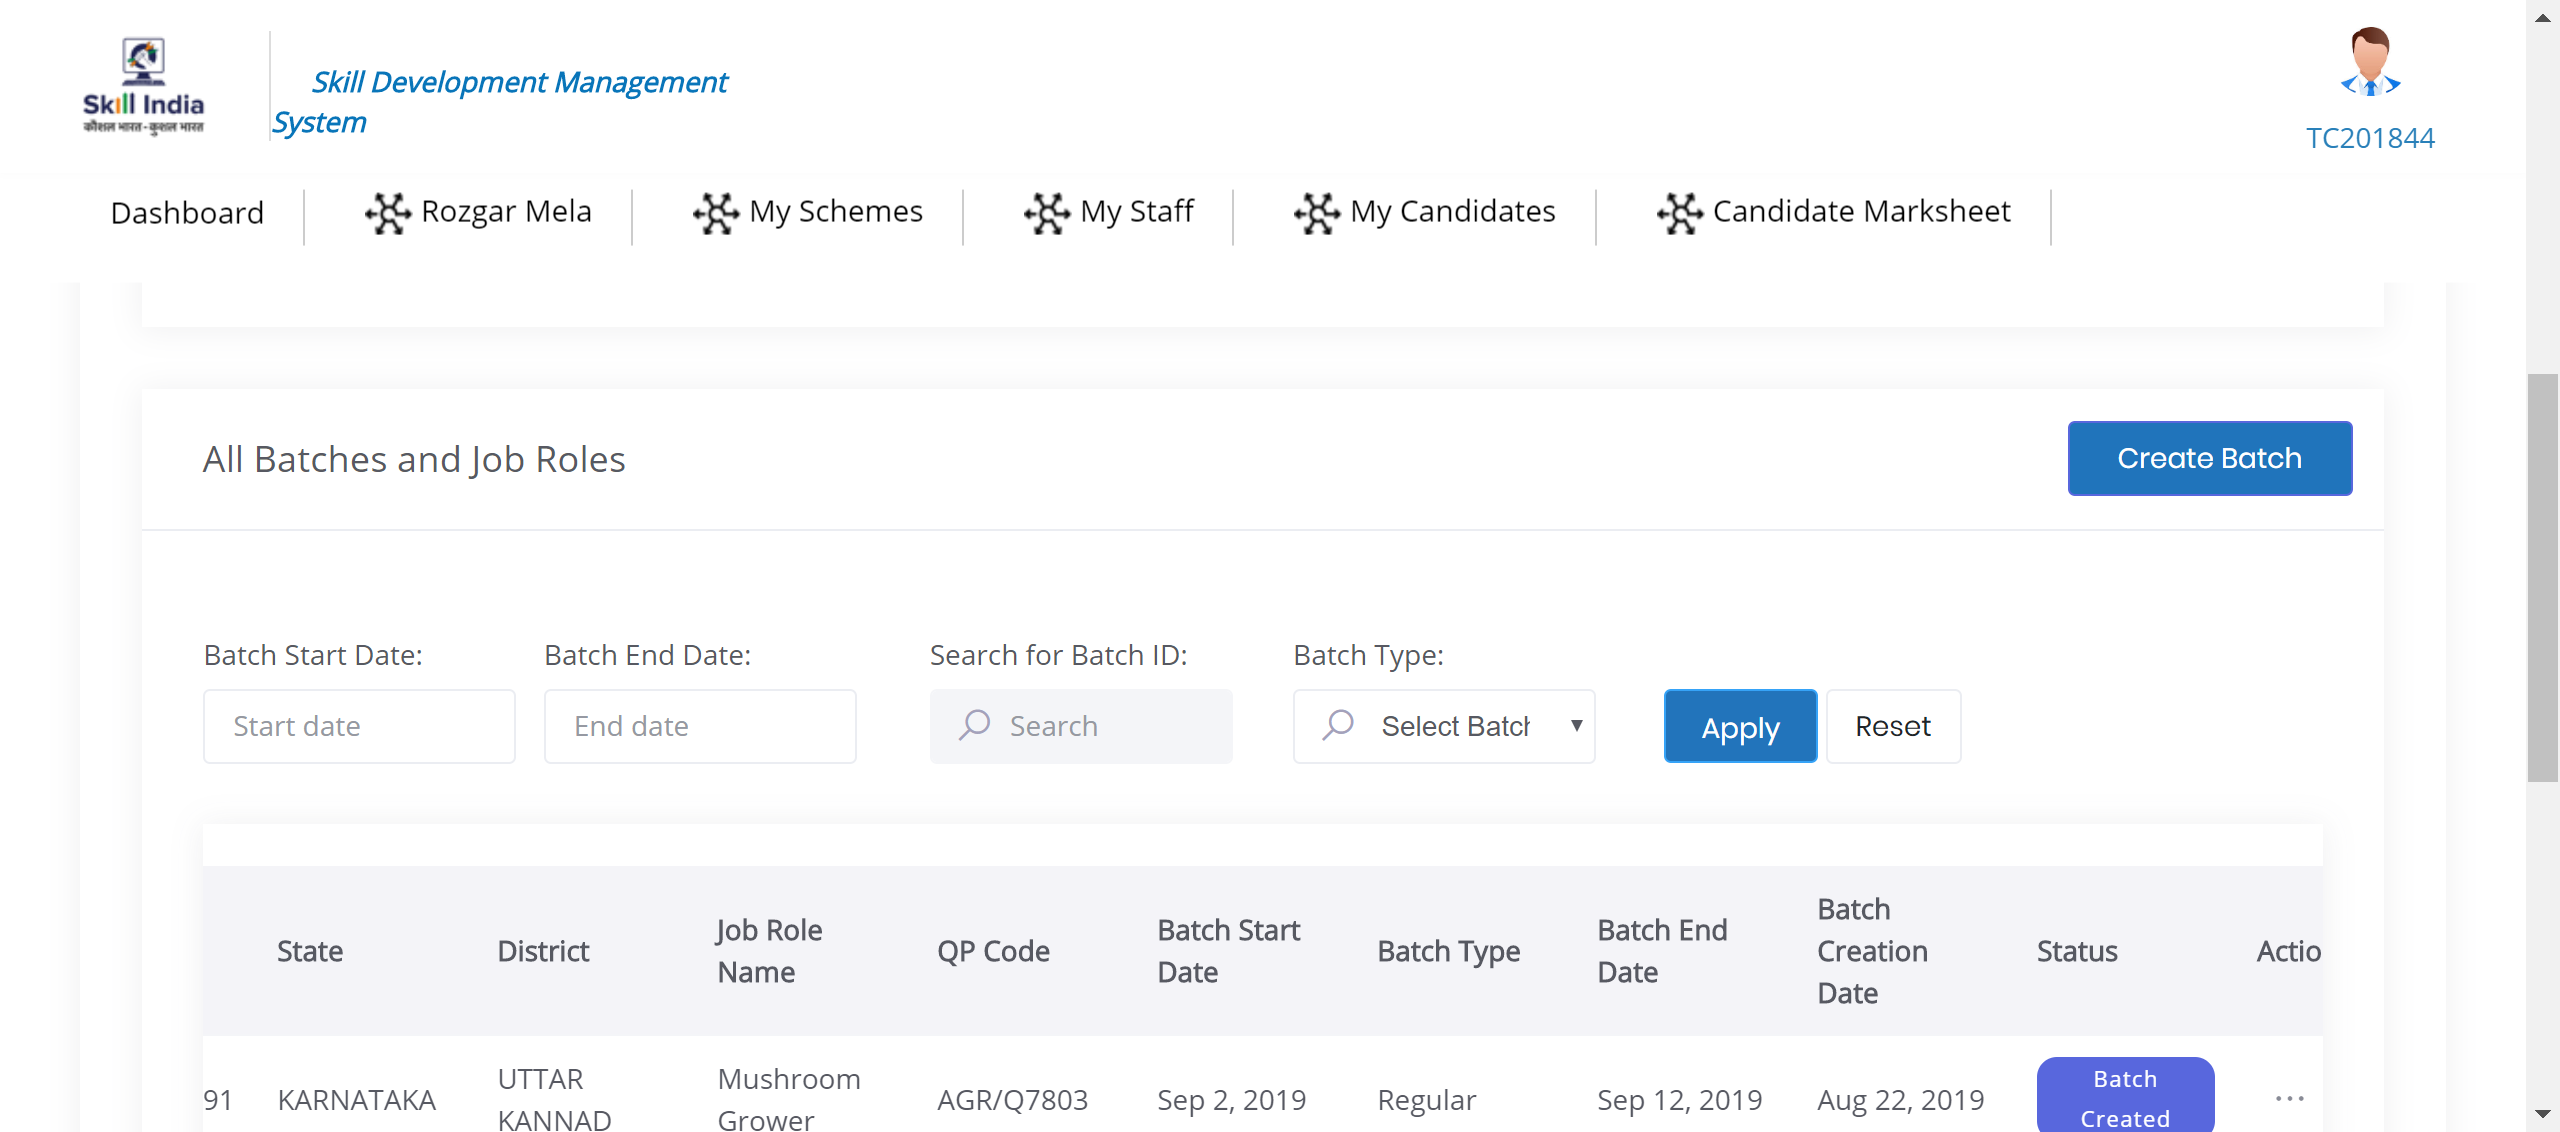 Skill India
कौशल भारत - कुशल भारत
Skill Development Management
System
TC201844
Dashboard
Rozgar Mela
My Schemes
My Staff
My Candidates
Candidate Marksheet
All Batches and Job Roles
Create Batch
Batch Start Date:
Batch End Date:
Search for Batch ID:
Batch Type:
Start date
End date
Search
Select Batch
Apply
Reset
State
District
Job Role
Name
QP Code
Batch Start
Date
Batch Type
Batch End
Date
Batch
Creation
Date
Status
Actio
91
KARNATAKA
UTTAR
KANNAD
Mushroom
Grower
AGR/Q7803
Sep 2, 2019
Regular
Sep 12, 2019
Aug 22, 2019
Batch
Created
...